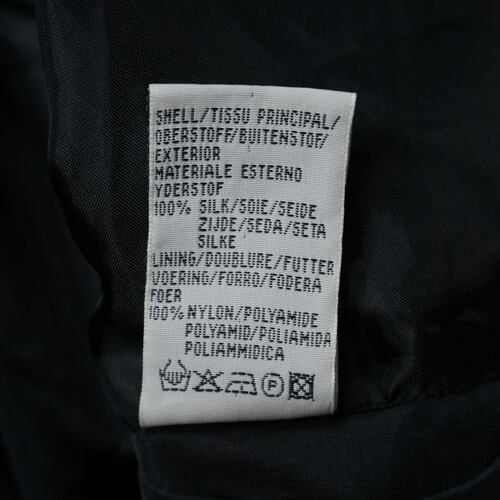 SHELL/TISSU PRINCIPAL/
OBERSTOFF/BUITENSTOF/
EXTERIOR
MATERIALE ESTERNO
YDERSTOF
100% SILK/SOIE/SEIDE
ZIJDE/SEDA/SETA
SILKE
LINING/DOUBLURE/FUTTER
VOERING/FORRO/FODERA
FOER
100% NYLON/POLYAMIDE
POLYAMID/POLIAMIDA
POLIAMMIDICA
P